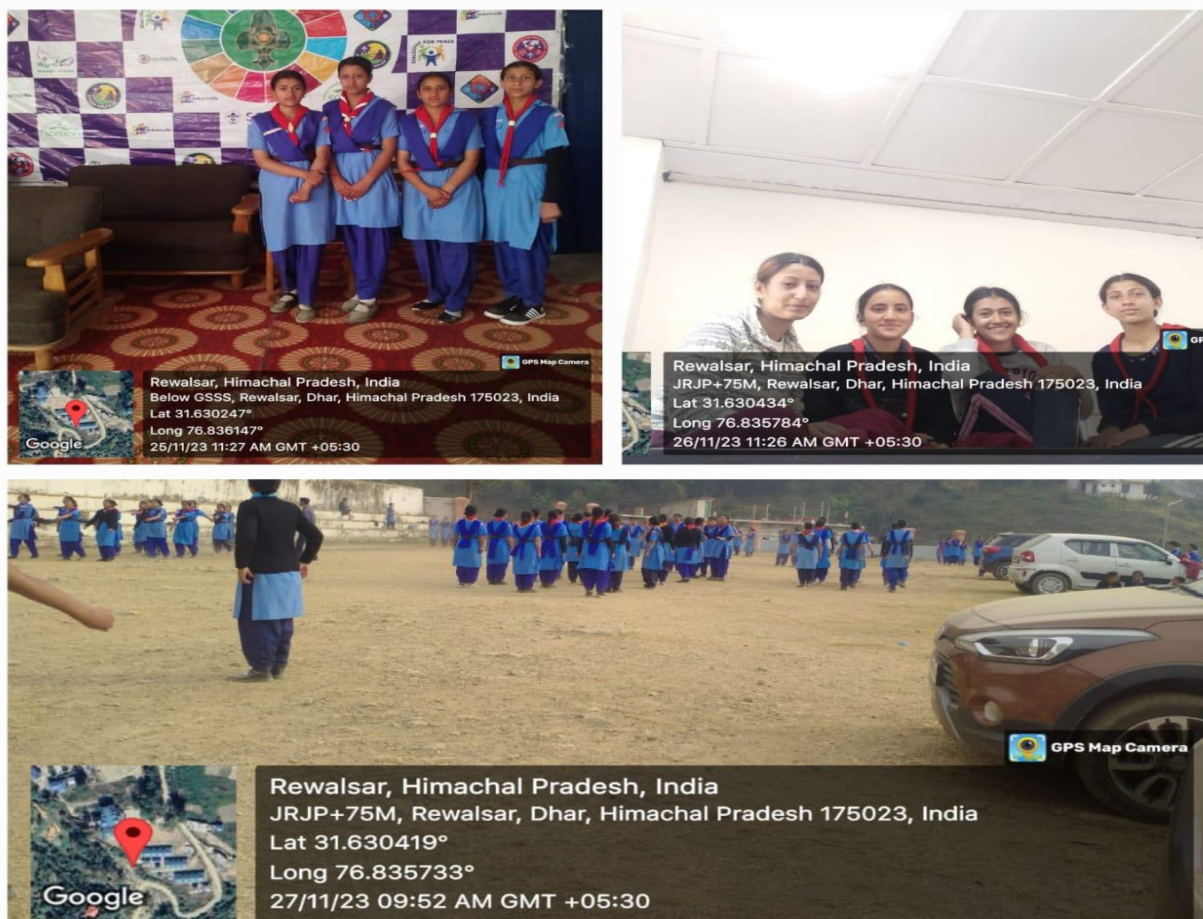 DIALOGUE FOR PEACE
GPS Map Camera
Rewalsar, Himachal Pradesh, India
Below GSSS, Rewalsar, Dhar, Himachal Pradesh 175023, India
Lat 31.630247°
Long 76.836147°
25/11/23 11:27 AM GMT +05:30
Google
Rewalsar, Himachal Pradesh, India
JRJP+75M, Rewalsar, Dhar, Himachal Pradesh 175023, India
Lat 31.630434°
Long 76.835784°
26/11/23 11:26 AM GMT +05:30
GPS Map Camera
Rewalsar, Himachal Pradesh, India
JRJP+75M, Rewalsar, Dhar, Himachal Pradesh 175023, India
Lat 31.630419°
Long 76.835733°
27/11/23 09:52 AM GMT +05:30
Google